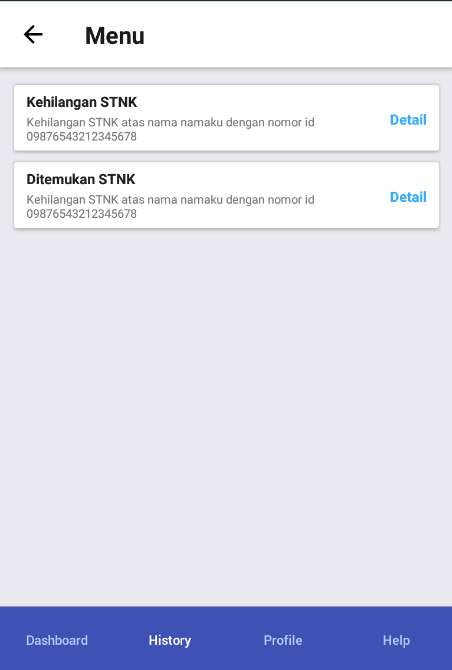 Menu
Kehilangan STNK
Kehilangan STNK atas nama namaku dengan nomor id
09876543212345678
Detail
Ditemukan STNK
Kehilangan STNK atas nama namaku dengan nomor id
09876543212345678
Detail
Dashboard History Profile Help